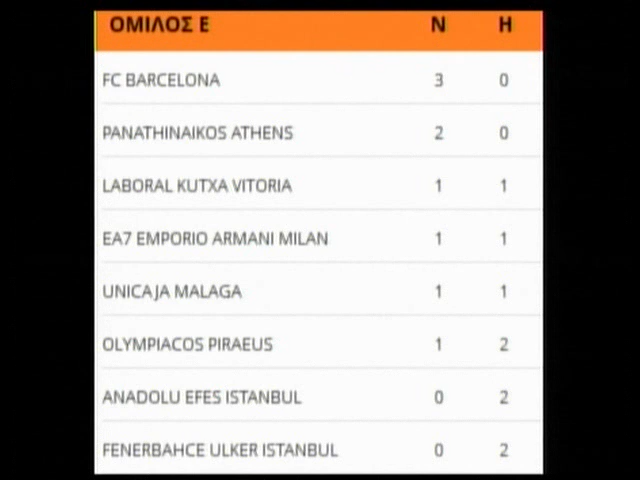 ΟΜΙΛΟΣ Ε Ν Η
FC BARCELONA 3 0
PANATHINAIKOS ATHENS 2 0
LABORAL KUTXA VITORIA 1 1
EA7 EMPORIO ARMANI MILAN 1 1
UNICAJA MALAGA 1 1
OLYMPIACOS PIRAEUS 1 2
ANADOLU EFES ISTANBUL 0 2
FENERBAHCE ULKER ISTANBUL 0 2